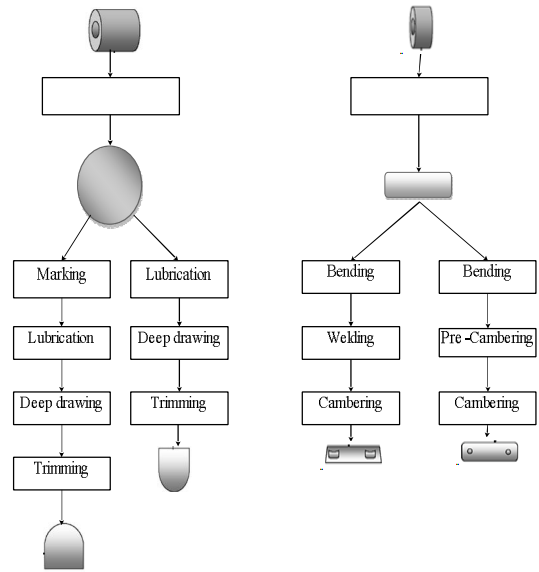 Marking
Lubrication
Deep drawing
Trimming
Lubrication
Deep drawing
Trimming
Bending
Welding
Cambering
Bending
Pre -Cambering
Cambering